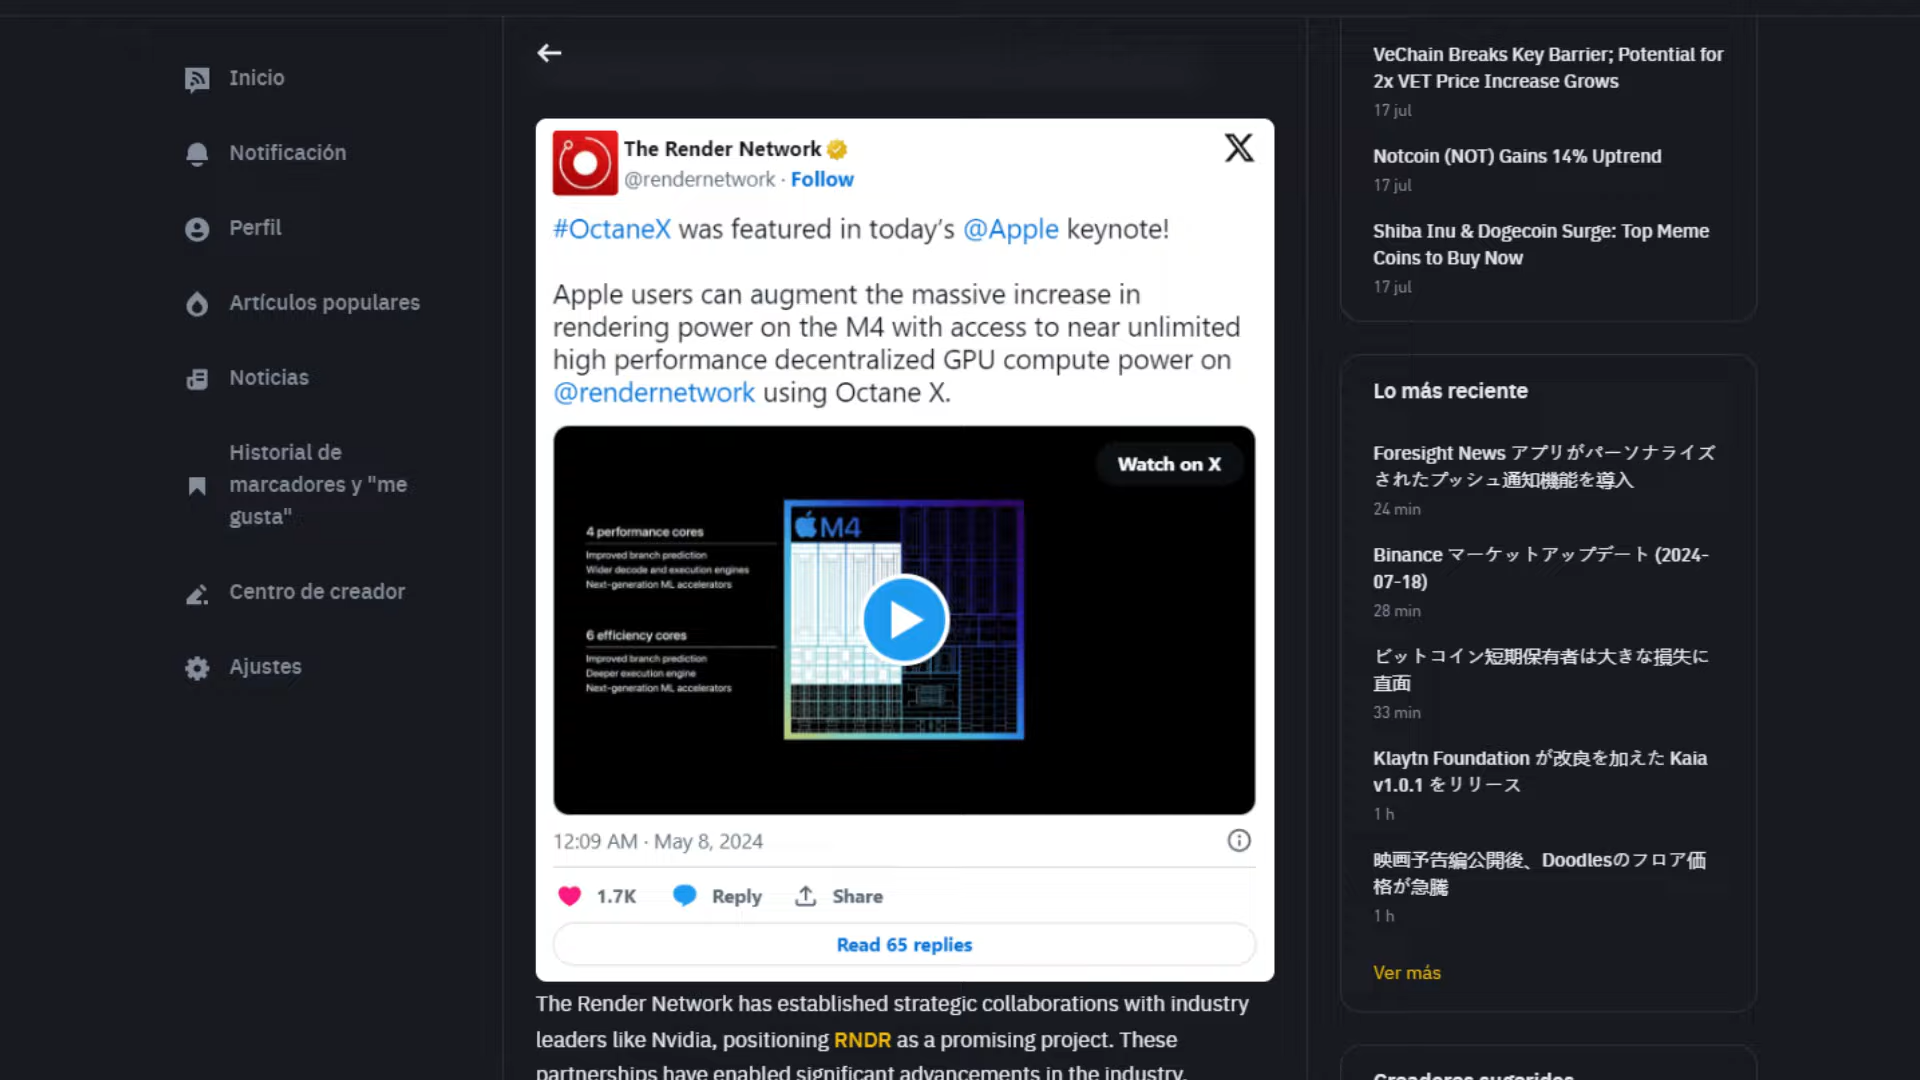 Inicio
Notificación
Perfil
Artículos populares
Noticias
Historial de
marcadores y "me
gusta"
Centro de creador
Ajustes
The Render Network
@rendernetwork · Follow
#OctaneX was featured in today's @Apple keynote!
Apple users can augment the massive increase in
rendering power on the M4 with access to near unlimited
high performance decentralized GPU compute power on
@rendernetwork using Octane X.
Watch on X
4 performance cores
Improved branch prediction
Wider decode and execution engines
Next-generation ML accelerators
6 efficiency cores
Improved branch prediction
Deeper execution engine
Next-generation ML accelerators
M4
12:09 AM · May 8, 2024
1.7K
Reply
Share
Read 65 replies
The Render Network has established strategic collaborations with industry
leaders like Nvidia, positioning RNDR as a promising project. These
partnerships have enabled significant advancements in the industry,
VeChain Breaks Key Barrier; Potential for
2x VET Price Increase Grows
17 jul
Notcoin (NOT) Gains 14% Uptrend
17 jul
Shiba Inu & Dogecoin Surge: Top Meme
Coins to Buy Now
17 jul
Lo más reciente
Foresight News アプリがパーソナライズ
されたプッシュ通知機能を導入
24 min
Binance マーケットアップデート (2024-
07-18)
28 min
ビットコイン短期保有者は大きな損失に
直面
33 min
Klaytn Foundation が改良を加えた Kaia
v1.0.1 をリリース
1 h
映画予告編公開後、Doodlesのフロア価
格が急騰
1 h
Ver más
Creadores sugeridos